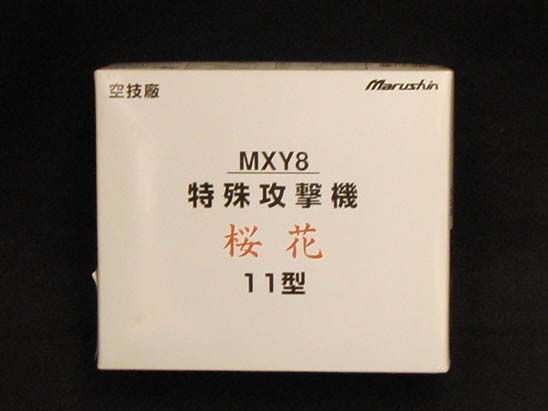 空技廠
Marushin
MXY8
特殊攻撃機
桜花
11型